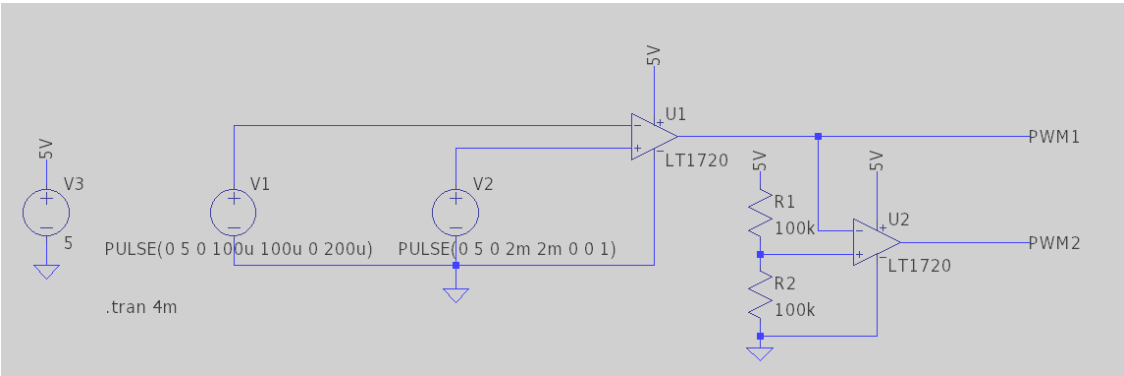 5V
V3
5
V1
PULSE(0 5 0 100u 100u 0 200u)
V2
PULSE(0 5 0 2m 2m 0 0 1)
.tran 4m
5V
U1
LT1720
PWM1
5V
R1
100k
R2
100k
5V
U2
LT1720
PWM2